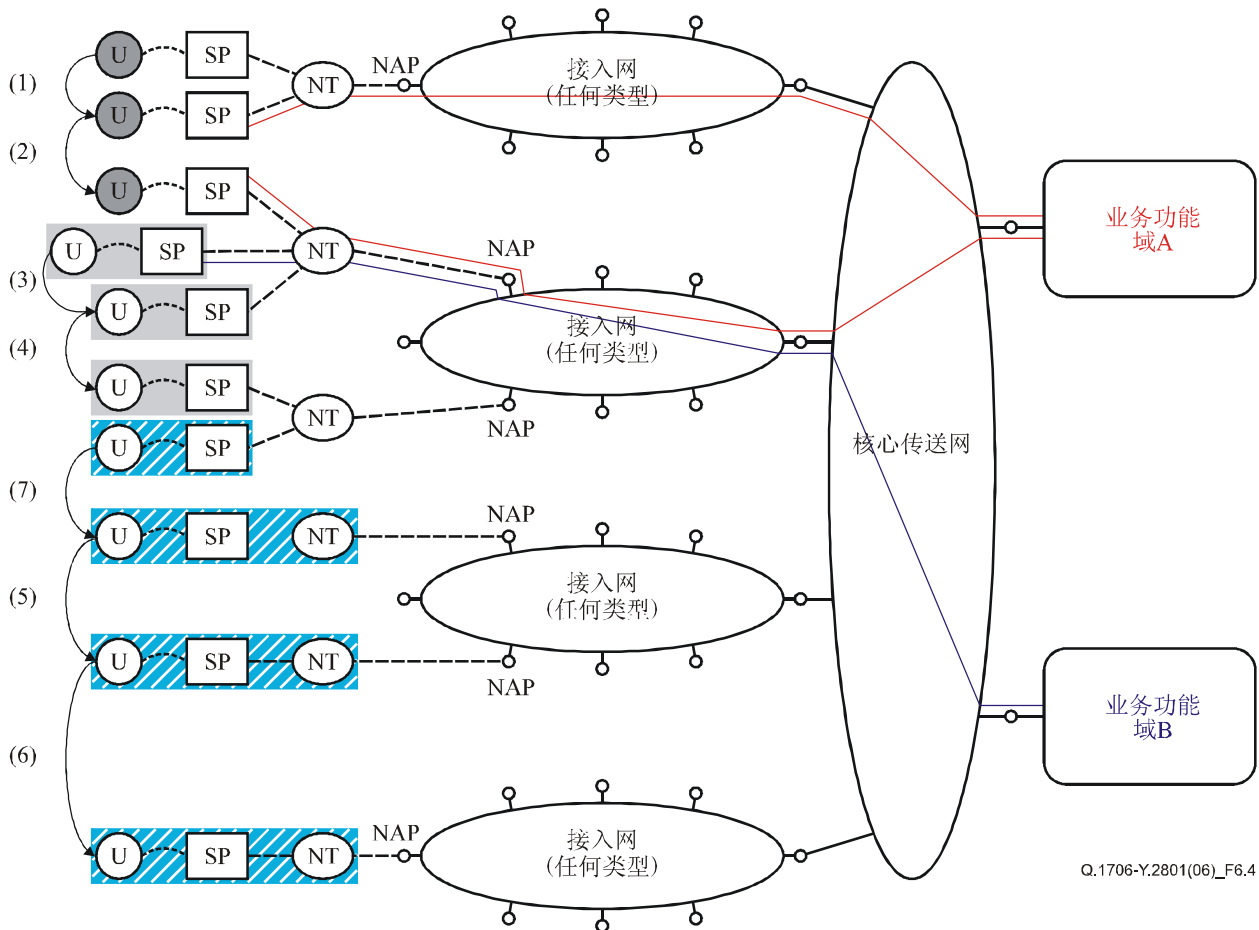 U
SP
(1)
NT
NAP
接入网
(任何类型)
U
SP
(2)
U
SP
业务功能
域A
U
SP
NT
NAP
(3)
U
SP
接入网
(任何类型)
(4)
U
SP
NT
NAP
U
SP
核心传送网
(7)
NAP
U
SP
NT
接入网
(任何类型)
(5)
U
SP
NT
NAP
业务功能
域B
(6)
NAP
U
SP
NT
接入网
(任何类型)
Q.1706-Y.2801(06)_F6.4